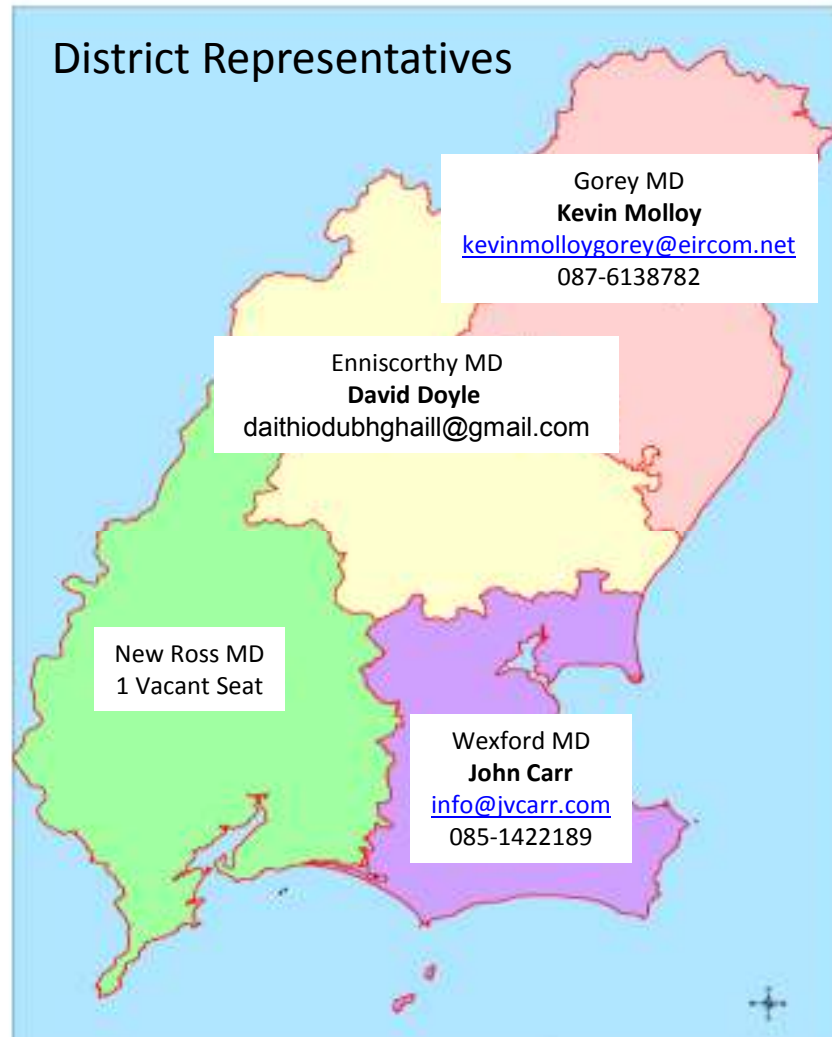 District Representatives
Gorey MD
Kevin Molloy
kevinmolloygorey@eircom.net
087-6138782
Enniscorthy MD
David Doyle
daithiodubhghaill@gmail.com
New Ross MD
1 Vacant Seat
Wexford MD
John Carr
info@jvcarr.com
085-1422189